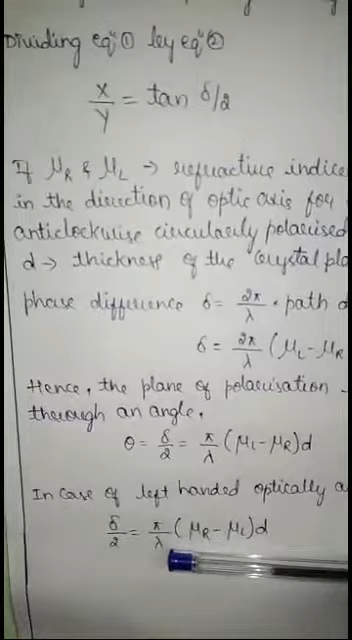 Dividing eqⁿ ① by eqⁿ ②
x/y = tan δ/2
If μR & μL → refractive indice
in the direction of optic axis for
anticlockwise circularly polarised
d → thickness of the crystal pla
phase difference δ = 2π/λ · path d
δ = 2π/λ (μL - μR
Hence, the plane of polarisation
through an angle,
θ = δ/2 = π/λ (μL - μR)d
In case of left handed optically a
δ/2 = π/λ (μR - μL)d